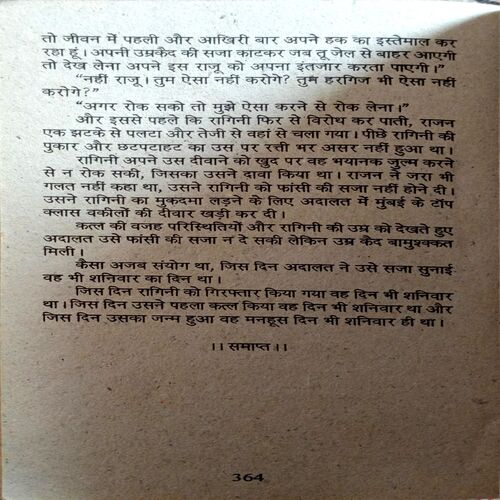 तो जीवन में पहली और आखिरी बार अपने हक का इस्तेमाल कर
रहा हूं। अपनी उम्रकैद की सजा काटकर जब तू जेल से बाहर आएगी
तो देख लेना अपने इस राजू को अपना इंतजार करता पाएगी।”
“नहीं राजू। तुम ऐसा नहीं करोगे? तुम हरगिज भी ऐसा नहीं
करोगे?”
“अगर रोक सको तो मुझे ऐसा करने से रोक लेना।”
और इससे पहले कि रागिनी फिर से विरोध कर पाती, राजन
एक झटके से पलटा और तेजी से वहां से चला गया। पीछे रागिनी की
पुकार और छटपटाहट का उस पर रत्ती भर असर नहीं हुआ था।
रागिनी अपने उस दीवाने को खुद पर वह भयानक जुल्म करने
से न रोक सकी, जिसका उसने दावा किया था। राजन ने जरा भी
गलत नहीं कहा था, उसने रागिनी को फांसी की सजा नहीं होने दी।
उसने रागिनी का मुकदमा लड़ने के लिए अदालत में मुंबई के टॉप
क्लास वकीलों की दीवार खड़ी कर दी।
कत्ल की वजह परिस्थितियों और रागिनी की उम्र को देखते हुए
अदालत उसे फांसी की सजा न दे सकी लेकिन उम्र कैद बामुश्क्कत
मिली।
कैसा अजब संयोग था, जिस दिन अदालत ने उसे सजा सुनाई
वह भी शनिवार का दिन था।
जिस दिन रागिनी को गिरफ्तार किया गया वह दिन भी शनिवार
था। जिस दिन उसने पहला कत्ल किया वह दिन भी शनिवार था और
जिस दिन उसका जन्म हुआ वह मनहूस दिन भी शनिवार ही था।
।। समाप्त ।।
364